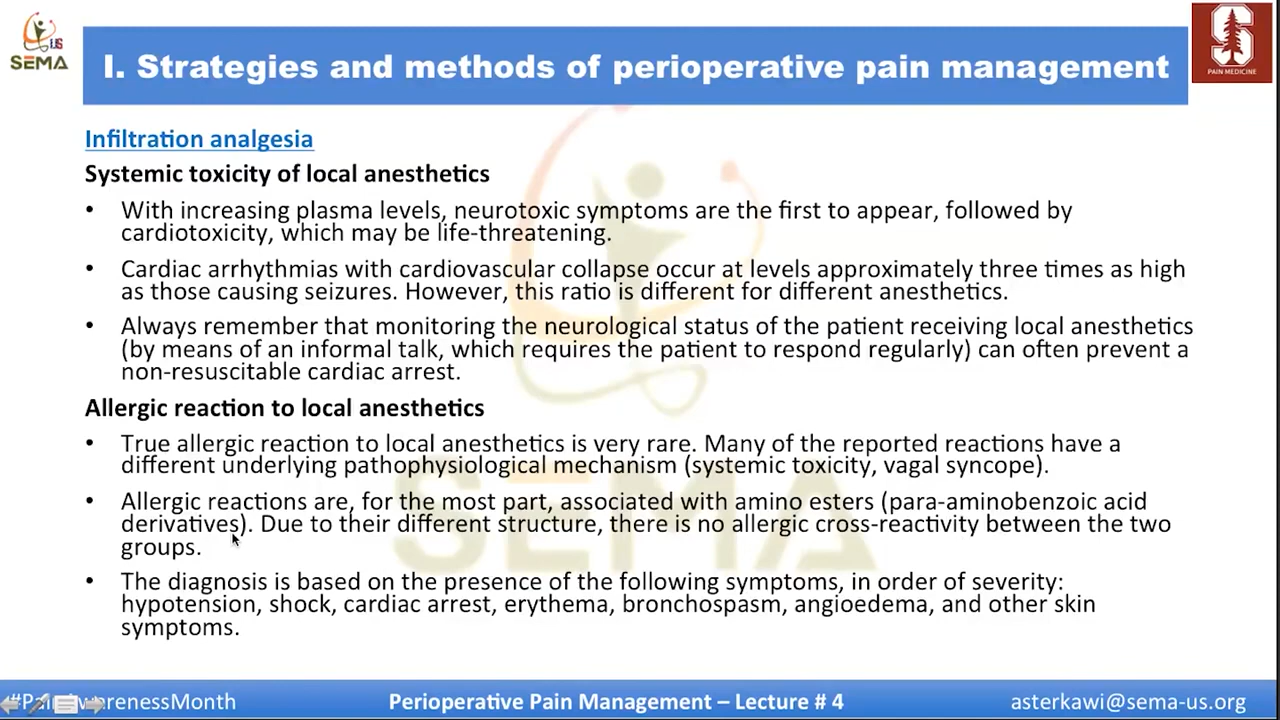 US
SEMA
I. Strategies and methods of perioperative pain management
S
PAIN MEDICINE
Infiltration analgesia
Systemic toxicity of local anesthetics
• With increasing plasma levels, neurotoxic symptoms are the first to appear, followed by
cardiotoxicity, which may be life-threatening.
• Cardiac arrhythmias with cardiovascular collapse occur at levels approximately three times as high
as those causing seizures. However, this ratio is different for different anesthetics.
• Always remember that monitoring the neurological status of the patient receiving local anesthetics
(by means of an informal talk, which requires the patient to respond regularly) can often prevent a
non-resuscitable cardiac arrest.
Allergic reaction to local anesthetics
• True allergic reaction to local anesthetics is very rare. Many of the reported reactions have a
different underlying pathophysiological mechanism (systemic toxicity, vagal syncope).
• Allergic reactions are, for the most part, associated with amino esters (para-aminobenzoic acid
derivatives). Due to their different structure, there is no allergic cross-reactivity between the two
groups.
• The diagnosis is based on the presence of the following symptoms, in order of severity:
hypotension, shock, cardiac arrest, erythema, bronchospasm, angioedema, and other skin
symptoms.
SEMA
#PainAwarenessMonth
Perioperative Pain Management – Lecture # 4
asterkawi@sema-us.org